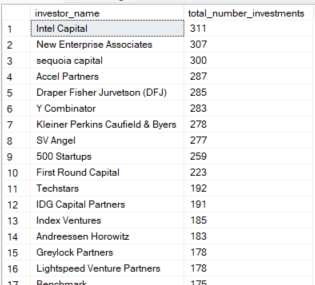 investor_name total_number_investments
1 Intel Capital 311
2 New Enterprise Associates 307
3 sequoia capital 300
4 Accel Partners 287
5 Draper Fisher Jurvetson (DFJ) 285
6 Y Combinator 283
7 Kleiner Perkins Caufield & Byers 278
8 SV Angel 277
9 500 Startups 259
10 First Round Capital 223
11 Techstars 192
12 IDG Capital Partners 191
13 Index Ventures 185
14 Andreessen Horowitz 183
15 Greylock Partners 178
16 Lightspeed Venture Partners 178
17 Benchmark 175